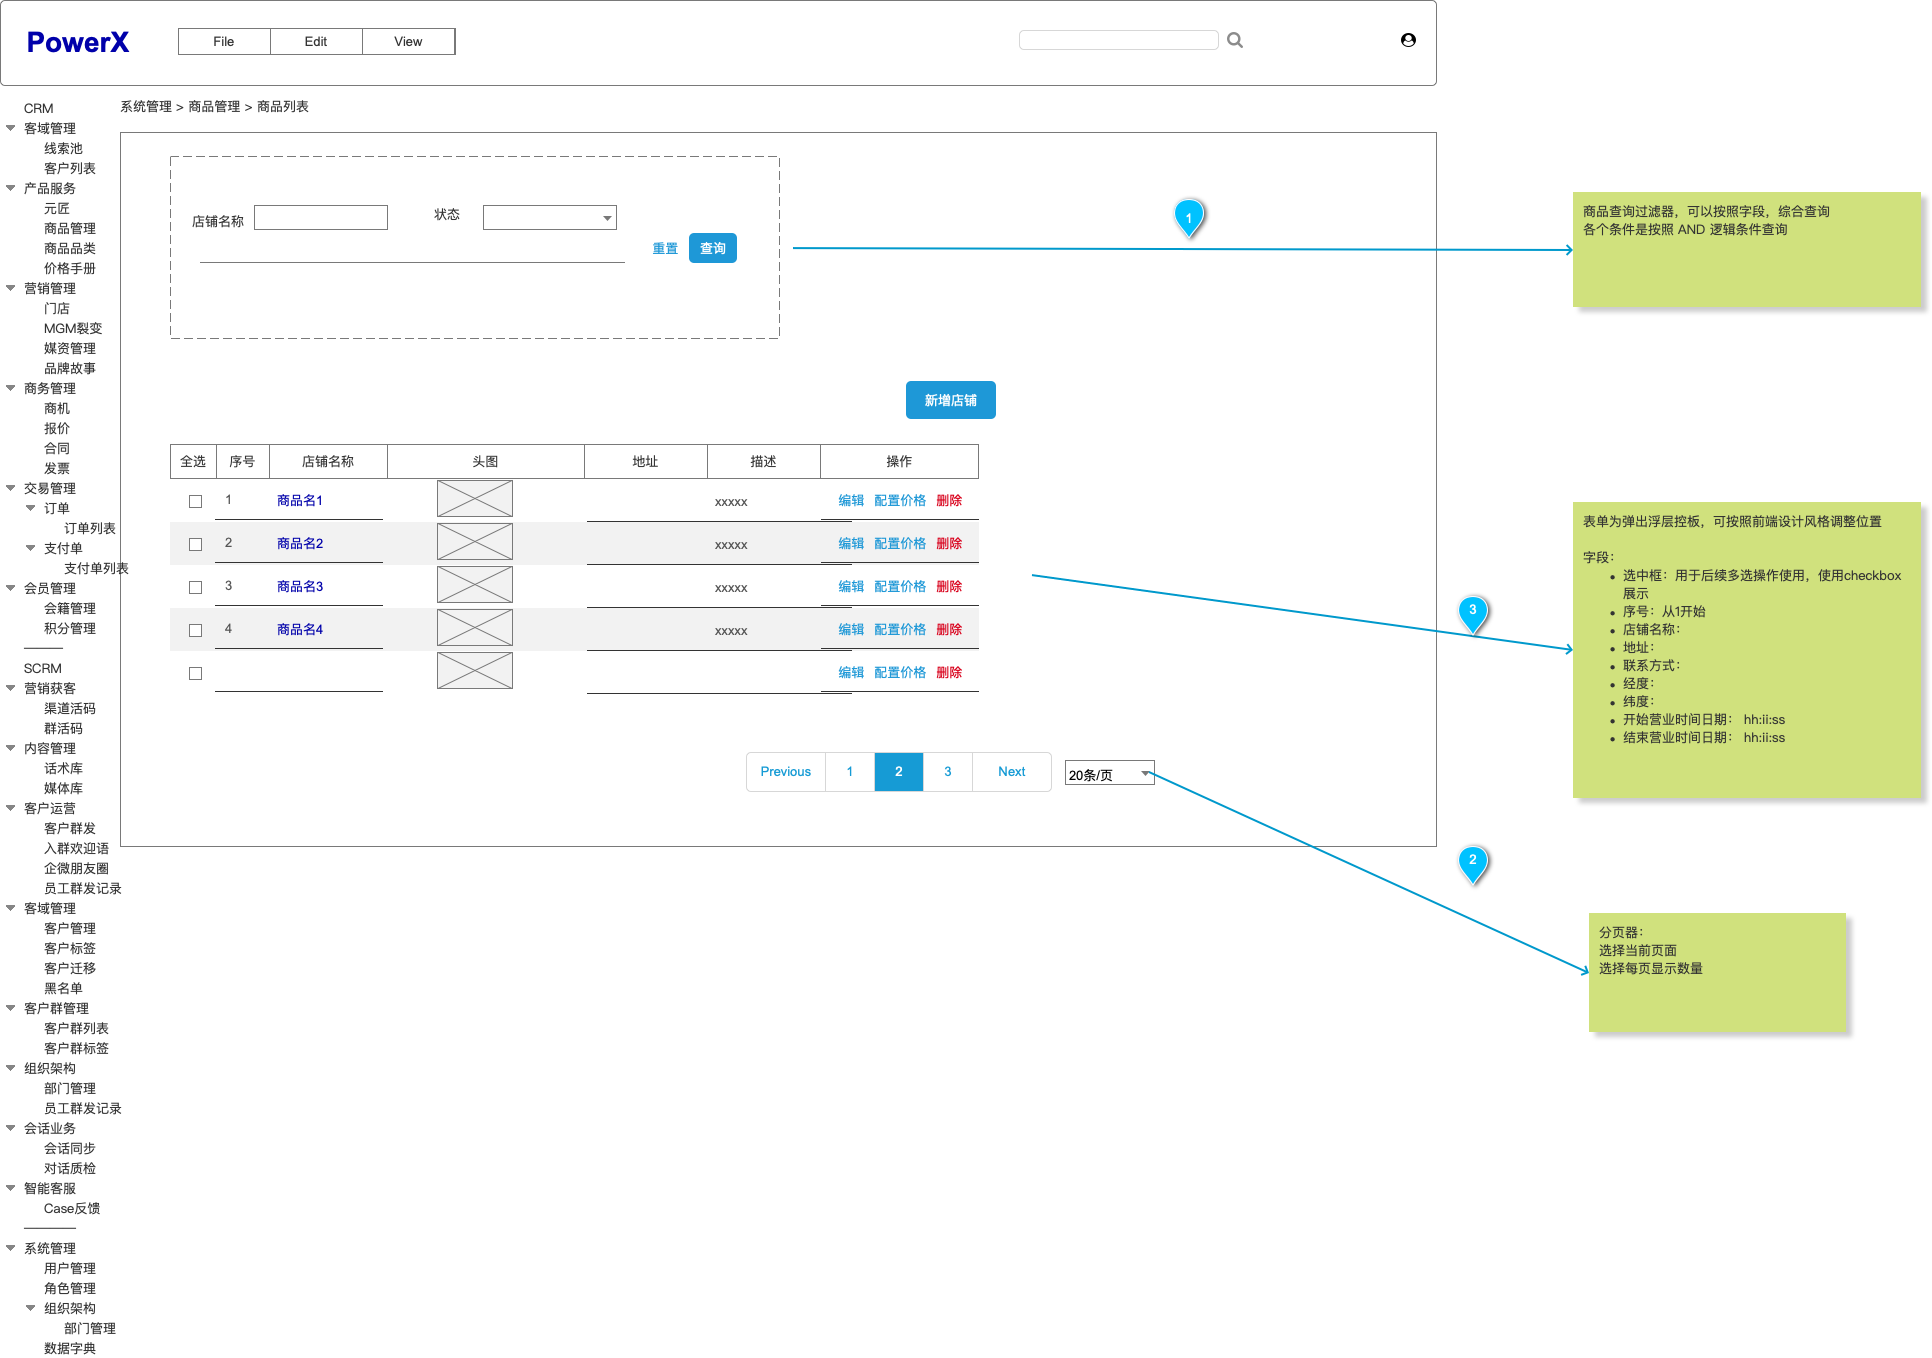 PowerX
File
Edit
View
系统管理 > 商品管理 > 商品列表
CRM
客域管理
线索池
客户列表
产品服务
元匠
商品管理
商品品类
价格手册
营销管理
门店
MGM裂变
媒资管理
品牌故事
商务管理
商机
报价
合同
发票
交易管理
订单
订单列表
支付单
支付单列表
会员管理
会籍管理
积分管理
SCRM
营销获客
渠道活码
群活码
内容管理
话术库
媒体库
客户运营
客户群发
入群欢迎语
企微朋友圈
员工群发记录
客域管理
客户管理
客户标签
客户迁移
黑名单
客户群管理
客户群列表
客户群标签
组织架构
部门管理
员工群发记录
会话业务
会话同步
对话质检
智能客服
Case反馈
系统管理
用户管理
角色管理
组织架构
部门管理
数据字典
店铺名称
状态
重置
查询
新增店铺
全选 序号 店铺名称 头图 地址 描述 操作
1 商品名1 xxxxx 编辑 配置价格 删除
2 商品名2 xxxxx 编辑 配置价格 删除
3 商品名3 xxxxx 编辑 配置价格 删除
4 商品名4 xxxxx 编辑 配置价格 删除
编辑 配置价格 删除
Previous 1 2 3 Next 20条/页
1
商品查询过滤器，可以按照字段，综合查询
各个条件是按照 AND 逻辑条件查询
3
表单为弹出浮层控板，可按照前端设计风格调整位置
字段：
• 选中框：用于后续多选操作使用，使用checkbox
展示
• 序号：从1开始
• 店铺名称：
• 地址：
• 联系方式：
• 经度：
• 纬度：
• 开始营业时间日期： hh:ii:ss
• 结束营业时间日期： hh:ii:ss
2
分页器：
选择当前页面
选择每页显示数量